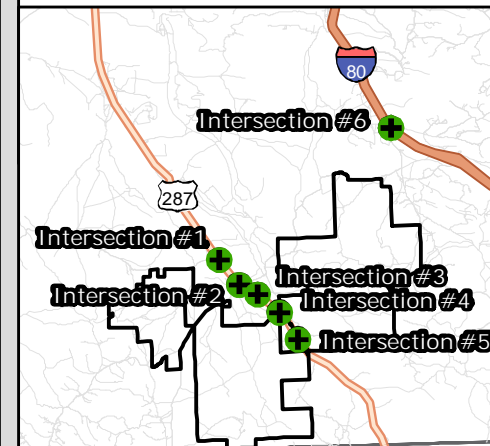 80
Intersection #6
287
Intersection #1
Intersection #3
Intersection #2
Intersection #4
Intersection #5